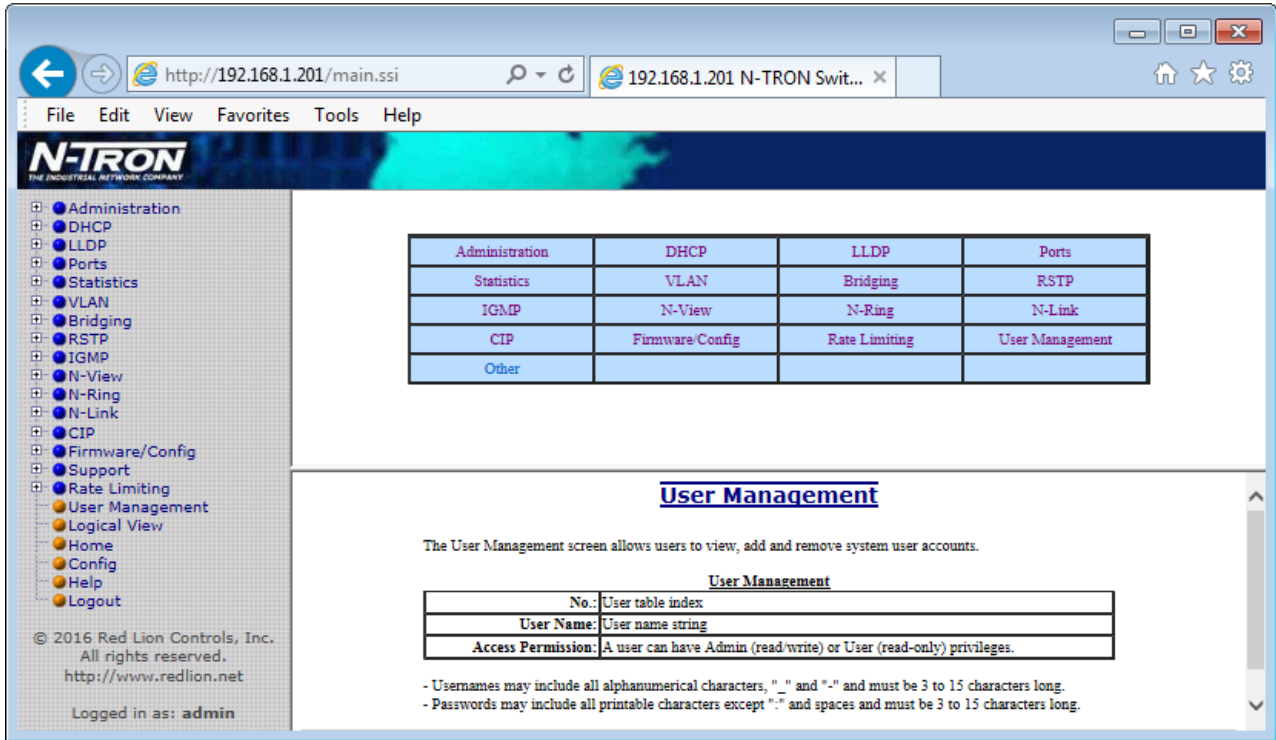 http://192.168.1.201/main.ssi
192.168.1.201 N-TRON Swit...
File Edit View Favorites Tools Help
N-TRON
THE INDUSTRIAL NETWORK COMPANY
Administration
DHCP
LLDP
Ports
Statistics
VLAN
Bridging
RSTP
IGMP
N-View
N-Ring
N-Link
CIP
Firmware/Config
Support
Rate Limiting
User Management
Logical View
Home
Config
Help
Logout
© 2016 Red Lion Controls, Inc.
All rights reserved.
http://www.redlion.net
Logged in as: admin
Administration DHCP LLDP Ports
Statistics VLAN Bridging RSTP
IGMP N-View N-Ring N-Link
CIP Firmware/Config Rate Limiting User Management
Other
User Management
The User Management screen allows users to view, add and remove system user accounts.
User Management
No.: User table index
User Name: User name string
Access Permission: A user can have Admin (read/write) or User (read-only) privileges.
- Usernames may include all alphanumerical characters, "_" and "-" and must be 3 to 15 characters long.
- Passwords may include all printable characters except ":" and spaces and must be 3 to 15 characters long.